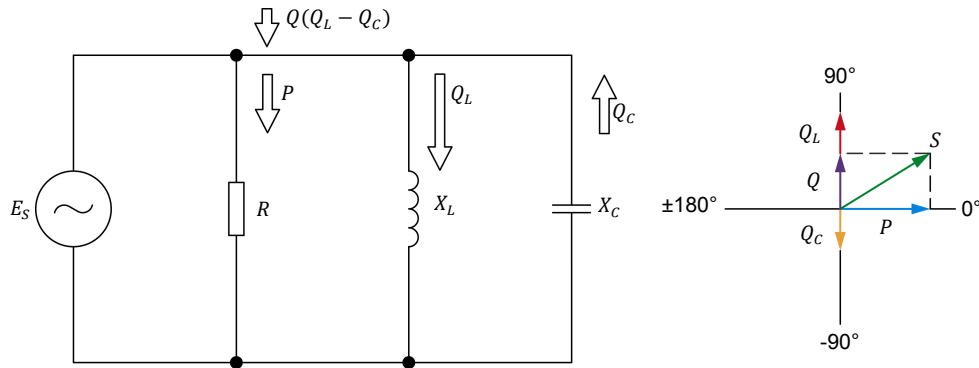 Q(Q_L − Q_C)
P
Q_L
Q_C
E_S
R
X_L
X_C
90°
Q_L
S
Q
±180°
0°
Q_C
P
-90°